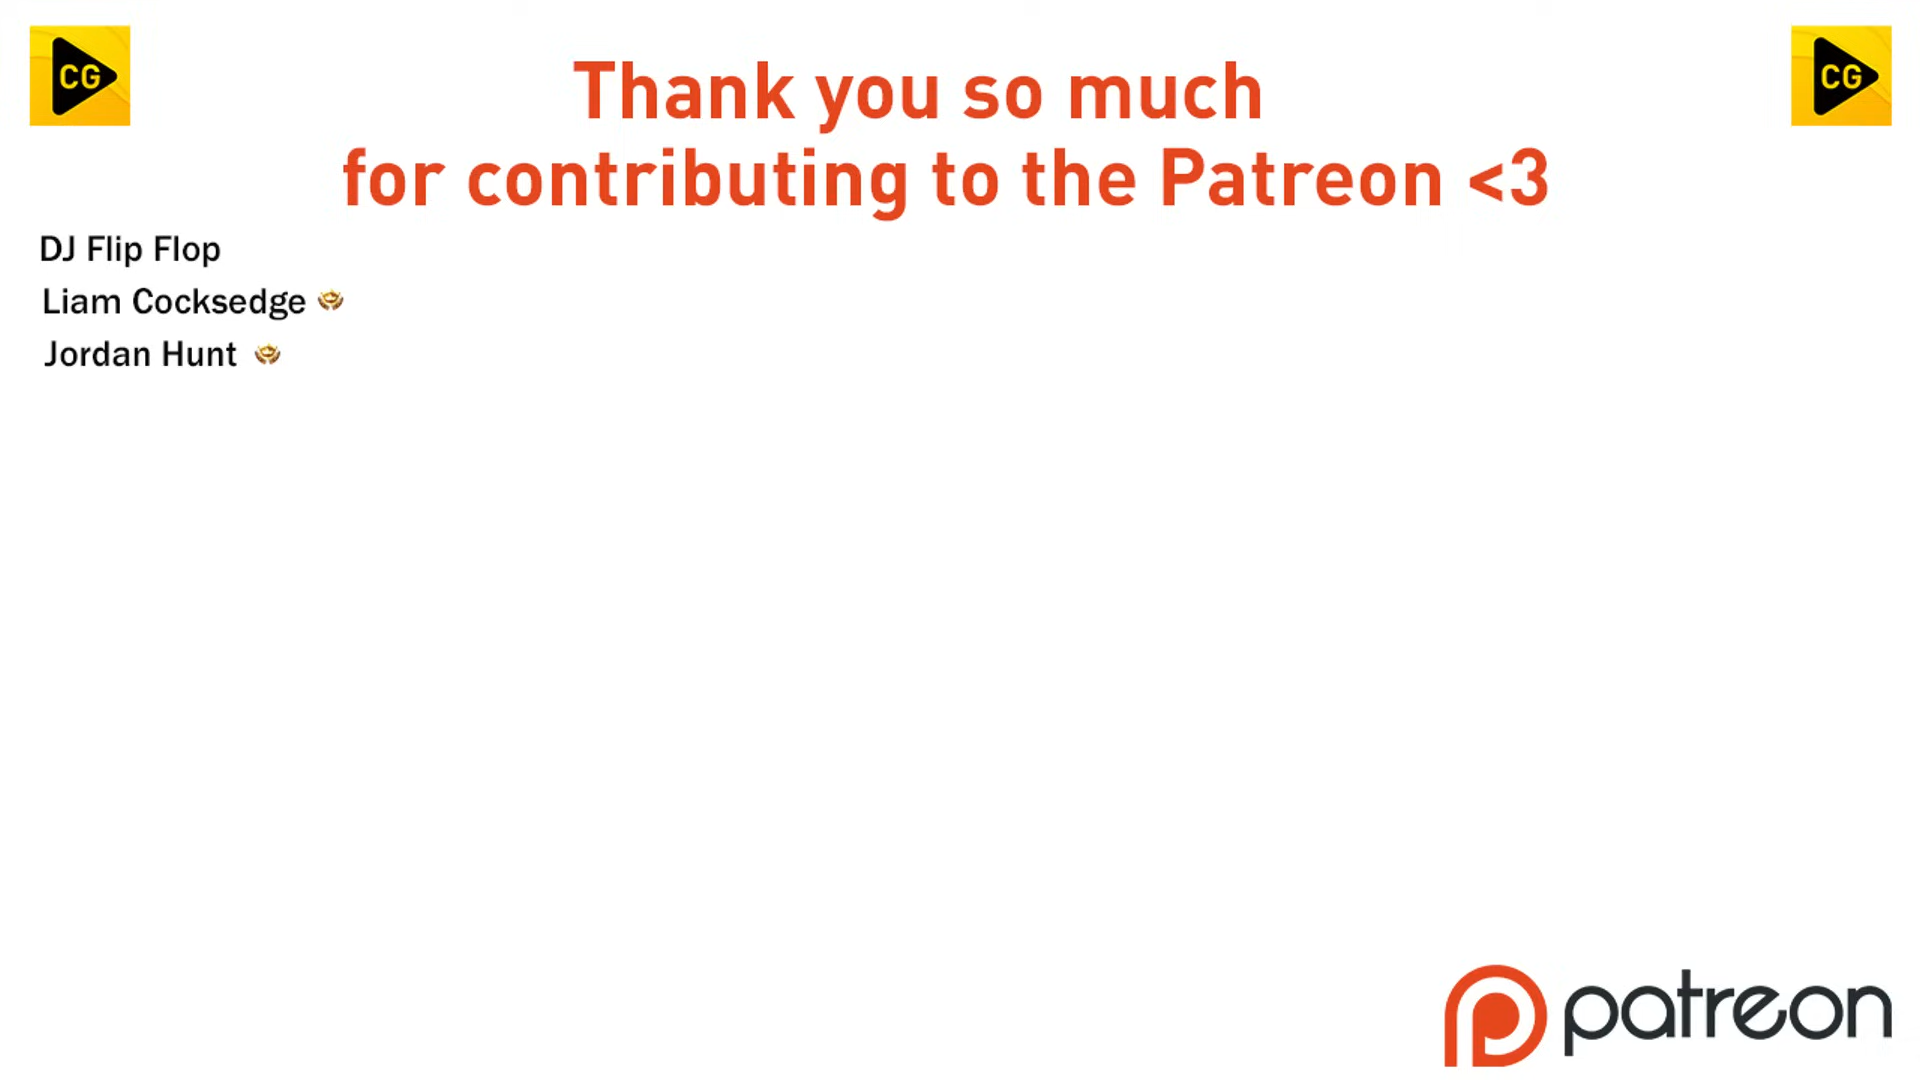 CG
CG
Thank you so much
for contributing to the Patreon <3
DJ Flip Flop
Liam Cocksedge
Jordan Hunt
patreon